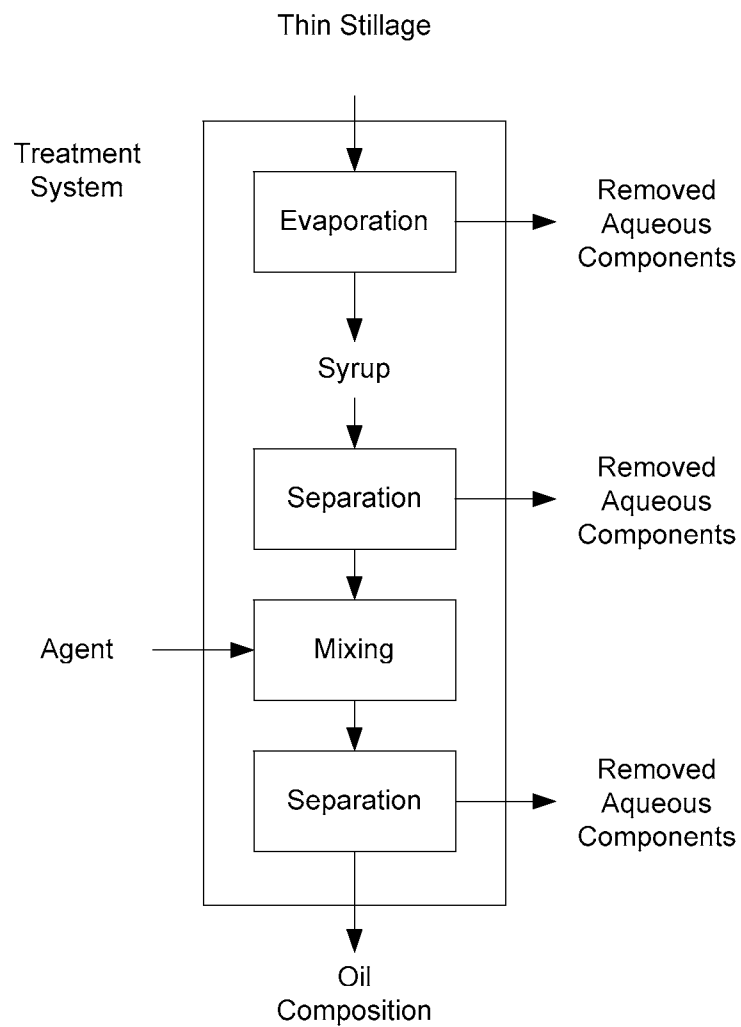 Thin Stillage
Treatment
System
Evaporation
Removed
Aqueous
Components
Syrup
Separation
Removed
Aqueous
Components
Agent
Mixing
Separation
Removed
Aqueous
Components
Oil
Composition